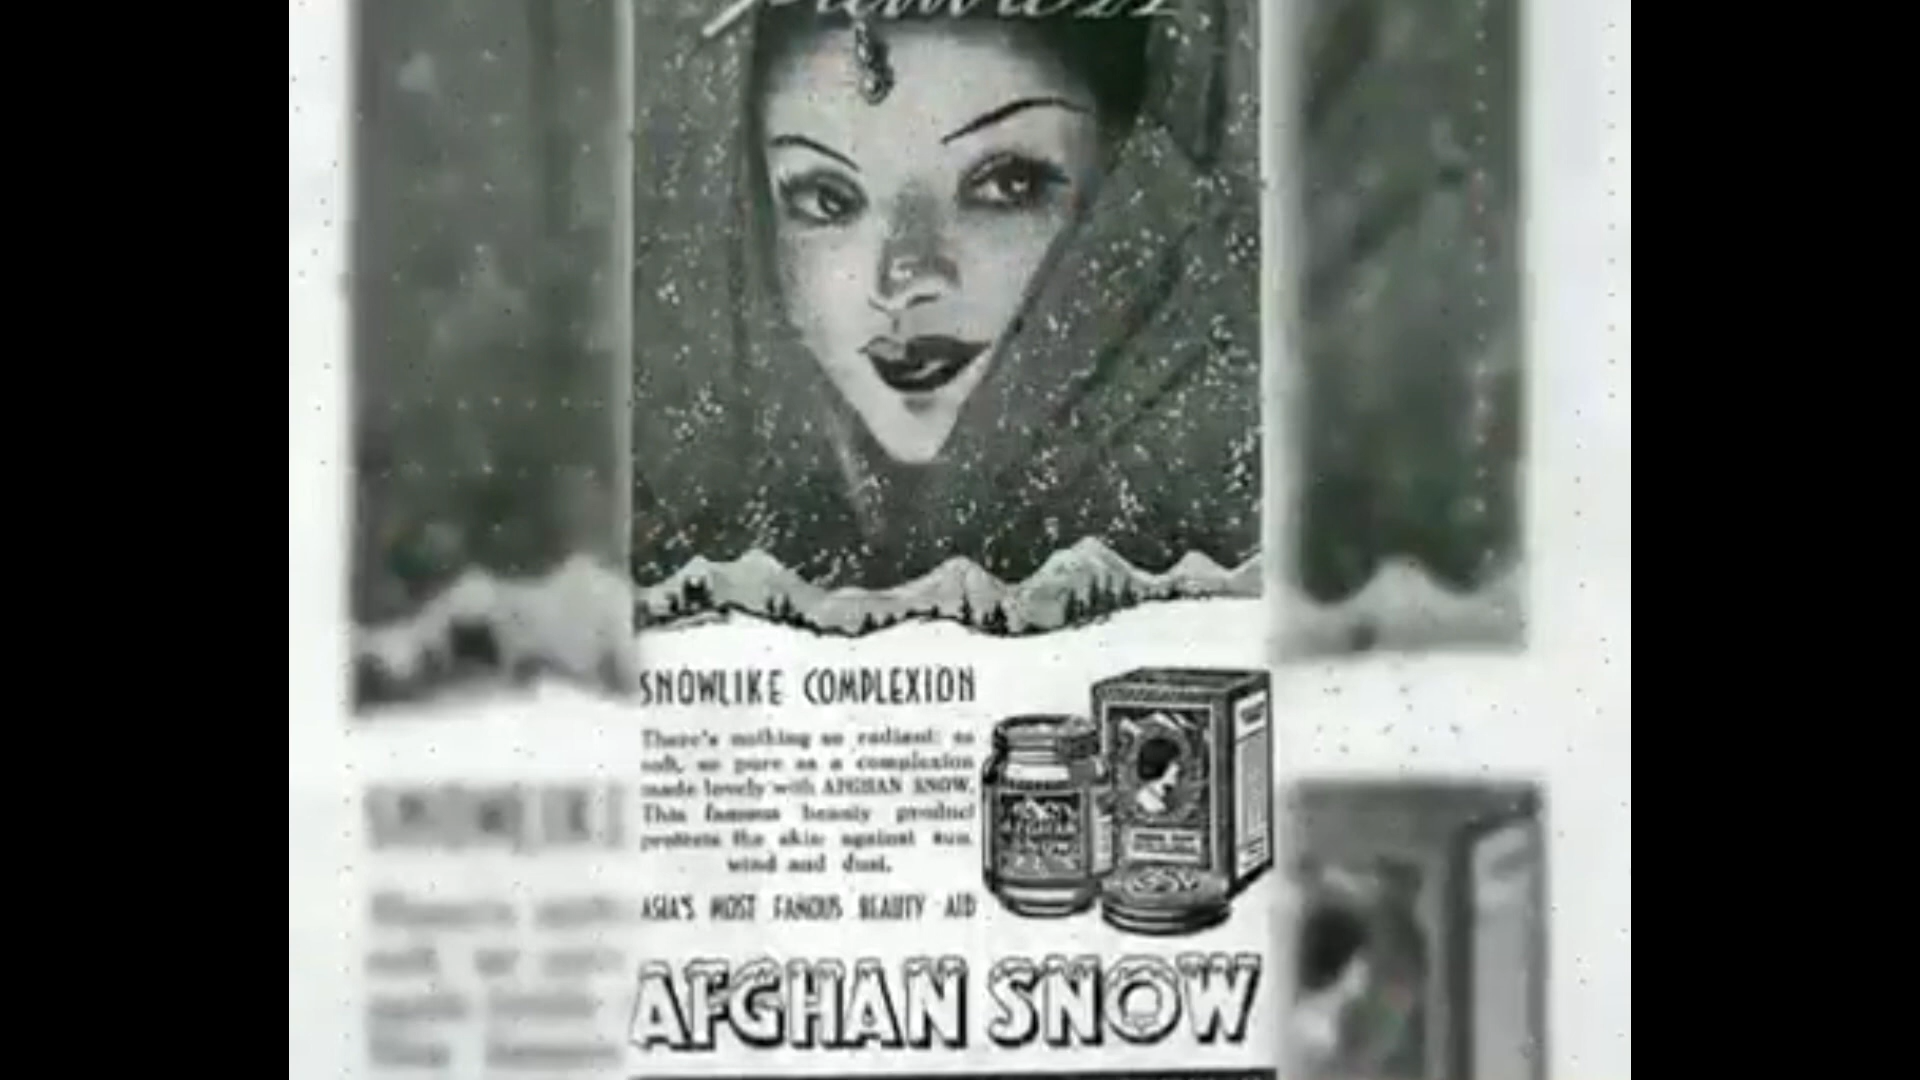 SNOWLIKE COMPLEXION
There's nothing so radiant; so
soft, so pure as a complexion
made lovely with AFGHAN SNOW.
This famous beauty product
protects the skin against sun,
wind and dust.
ASIA'S MOST FAMOUS BEAUTY AID
AFGHAN SNOW